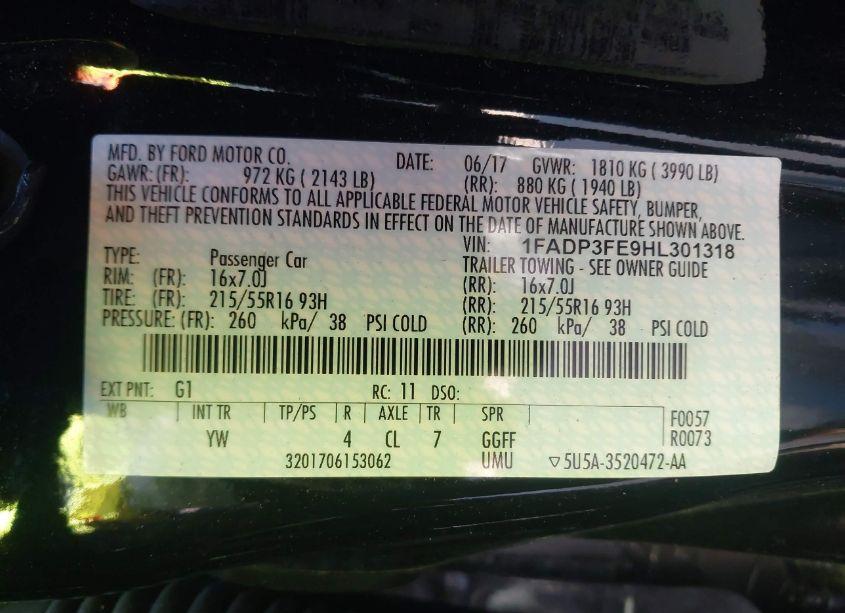 MFD. BY FORD MOTOR CO. DATE: 06/17 GVWR: 1810 KG ( 3990 LB)
GAWR: (FR): 972 KG ( 2143 LB) (RR): 880 KG ( 1940 LB)
THIS VEHICLE CONFORMS TO ALL APPLICABLE FEDERAL MOTOR VEHICLE SAFETY, BUMPER,
AND THEFT PREVENTION STANDARDS IN EFFECT ON THE DATE OF MANUFACTURE SHOWN ABOVE.
VIN: 1FADP3FE9HL301318
TYPE: Passenger Car TRAILER TOWING - SEE OWNER GUIDE
RIM: (FR): 16x7.0J (RR): 16x7.0J
TIRE: (FR): 215/55R16 93H (RR): 215/55R16 93H
PRESSURE: (FR): 260 kPa/ 38 PSI COLD (RR): 260 kPa/ 38 PSI COLD
EXT PNT: G1 RC: 11 DSO:
WB INT TR TP/PS R AXLE TR SPR F0057
YW 4 CL 7 GGFF R0073
3201706153062 UMU ▽5U5A-3520472-AA